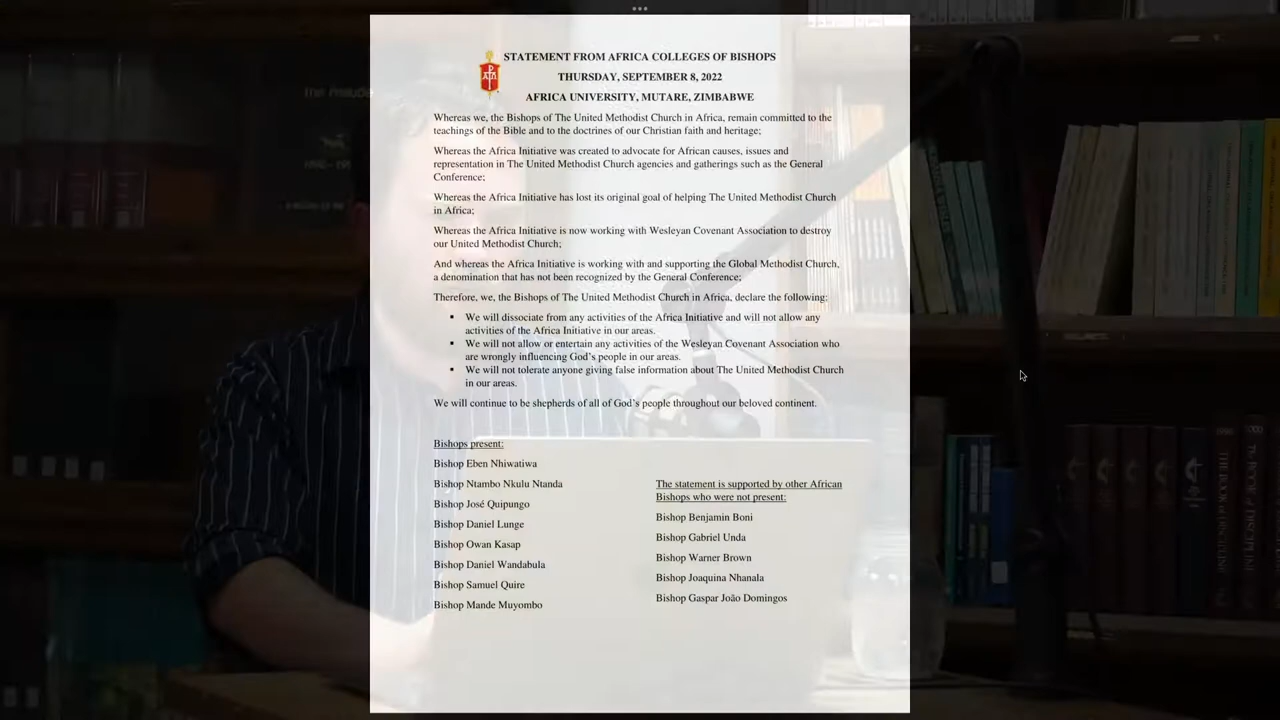 STATEMENT FROM AFRICA COLLEGES OF BISHOPS
THURSDAY, SEPTEMBER 8, 2022
AFRICA UNIVERSITY, MUTARE, ZIMBABWE
Whereas we, the Bishops of The United Methodist Church in Africa, remain committed to the
teachings of the Bible and to the doctrines of our Christian faith and heritage;
Whereas the Africa Initiative was created to advocate for African causes, issues and
representation in The United Methodist Church agencies and gatherings such as the General
Conference;
Whereas the Africa Initiative has lost its original goal of helping The United Methodist Church
in Africa;
Whereas the Africa Initiative is now working with Wesleyan Covenant Association to destroy
our United Methodist Church;
And whereas the Africa Initiative is working with and supporting the Global Methodist Church,
a denomination that has not been recognized by the General Conference;
Therefore, we, the Bishops of The United Methodist Church in Africa, declare the following:
▪ We will dissociate from any activities of the Africa Initiative and will not allow any
activities of the Africa Initiative in our areas.
▪ We will not allow or entertain any activities of the Wesleyan Covenant Association who
are wrongly influencing God's people in our areas.
▪ We will not tolerate anyone giving false information about The United Methodist Church
in our areas.
We will continue to be shepherds of all of God's people throughout our beloved continent.
Bishops present:
Bishop Eben Nhiwatiwa
Bishop Ntambo Nkulu Ntanda
Bishop José Quipungo
Bishop Daniel Lunge
Bishop Owan Kasap
Bishop Daniel Wandabula
Bishop Samuel Quire
Bishop Mande Muyombo
The statement is supported by other African
Bishops who were not present:
Bishop Benjamin Boni
Bishop Gabriel Unda
Bishop Warner Brown
Bishop Joaquina Nhanala
Bishop Gaspar João Domingos
THE BOOK OF DISCIPLINE